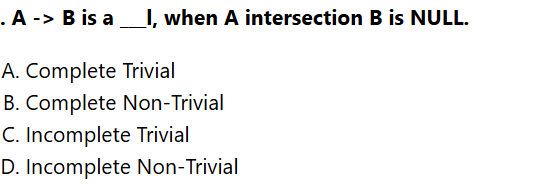 . A -> B is a ___l, when A intersection B is NULL.
A. Complete Trivial
B. Complete Non-Trivial
C. Incomplete Trivial
D. Incomplete Non-Trivial